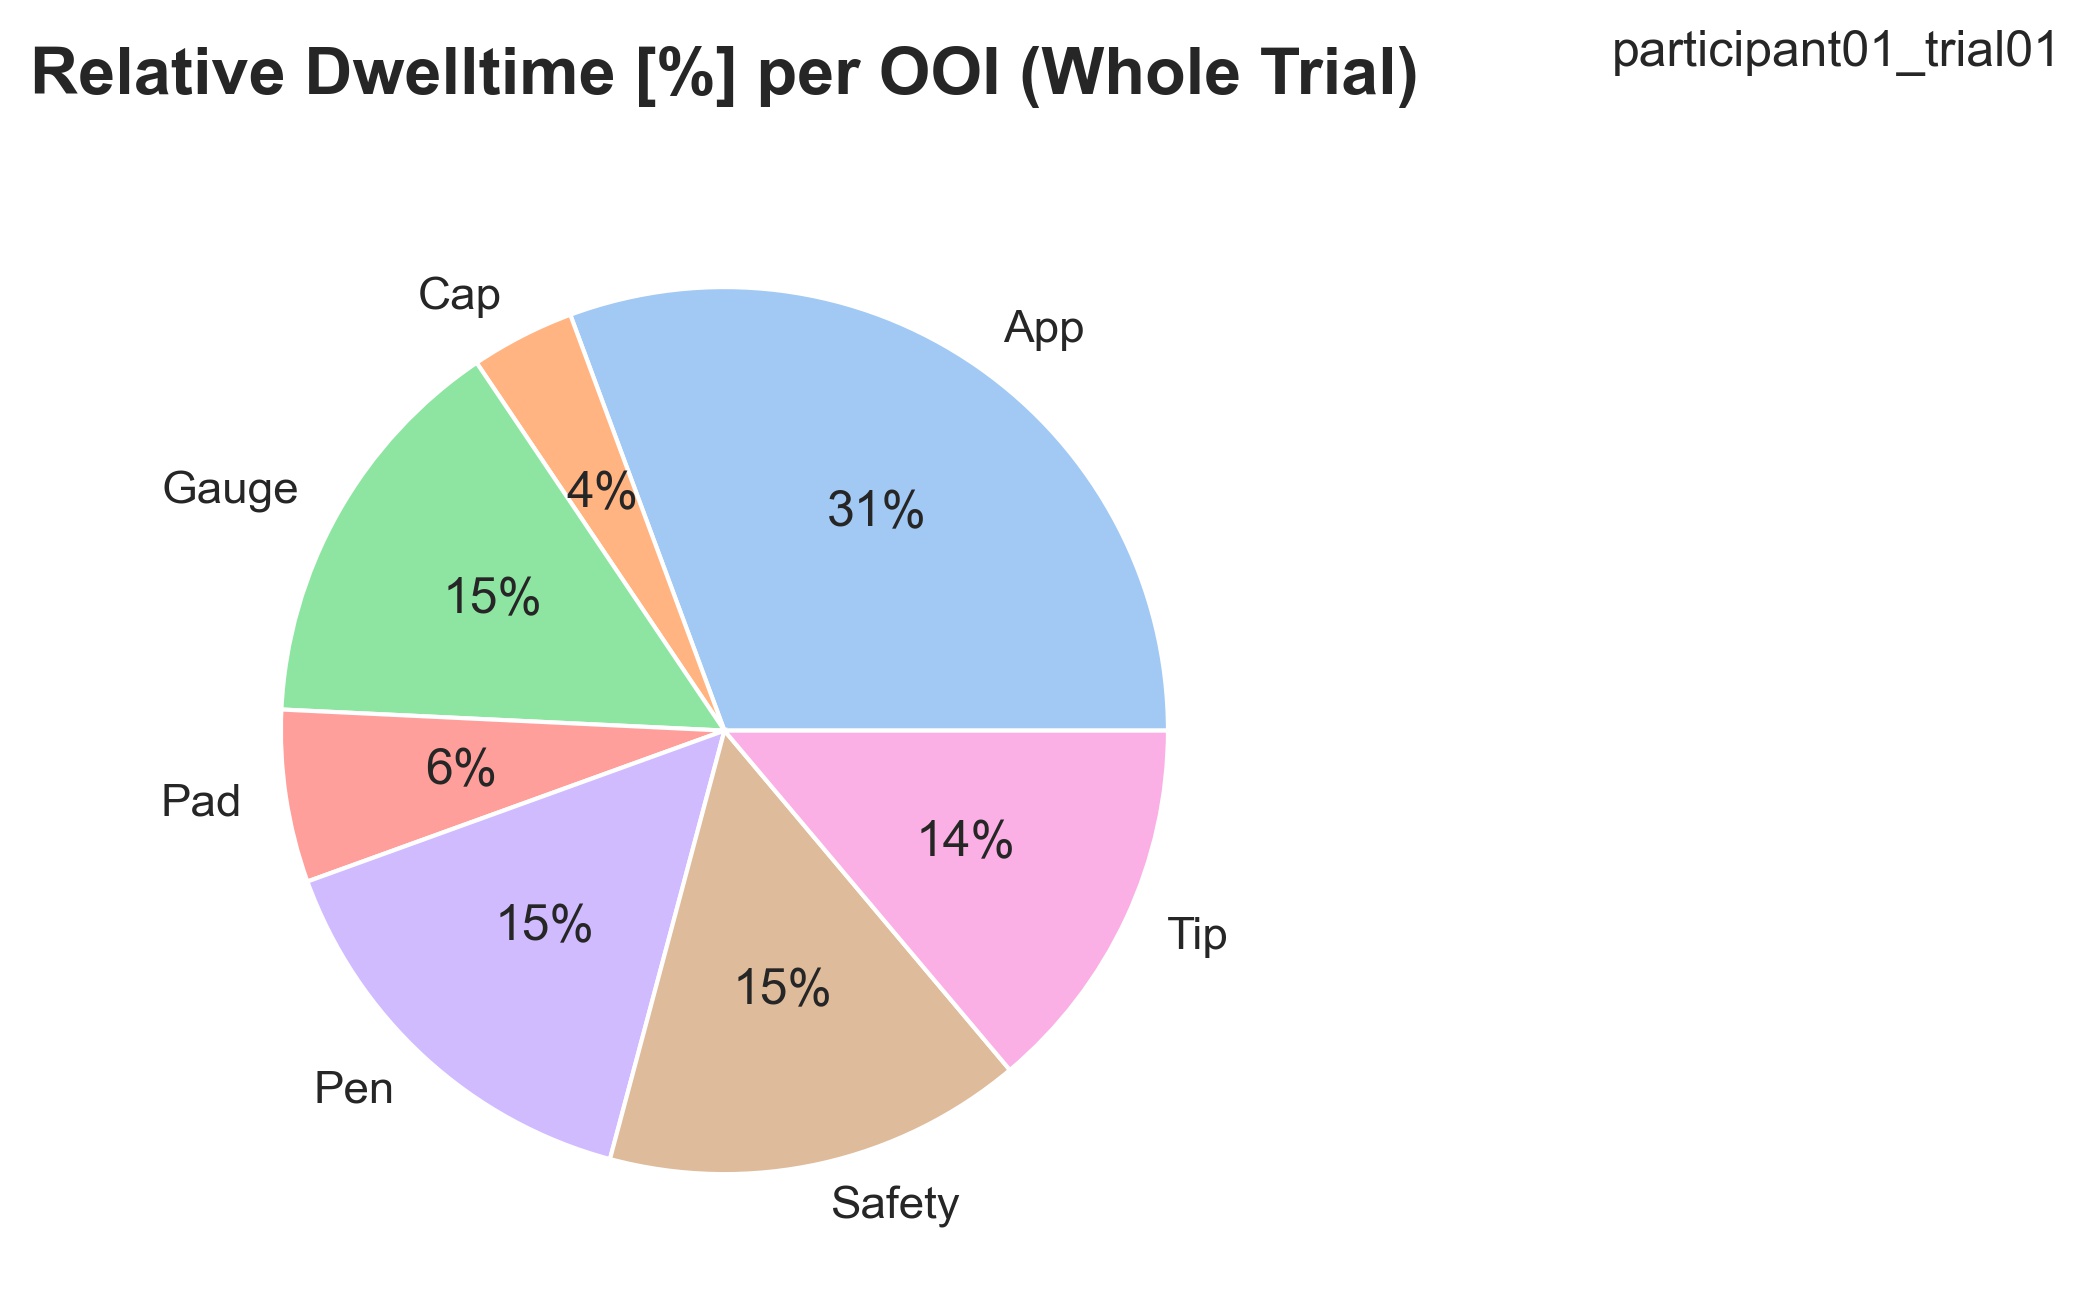 Relative Dwelltime [%] per OOI (Whole Trial)
participant01_trial01
Cap
App
4%
31%
Gauge
15%
6%
Pad
14%
15%
Tip
15%
Pen
Safety